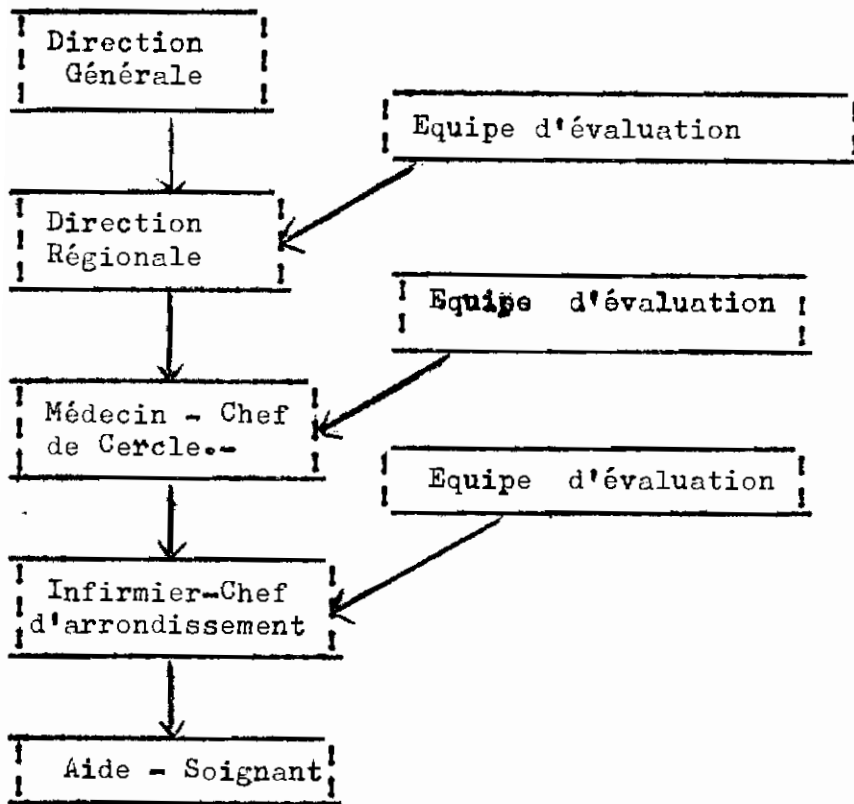 Direction
Générale
Equipe d'évaluation
Direction
Régionale
Equipe d'évaluation
Médecin - Chef
de Cercle.-
Equipe d'évaluation
Infirmier-Chef
d'arrondissement
Aide - Soignant